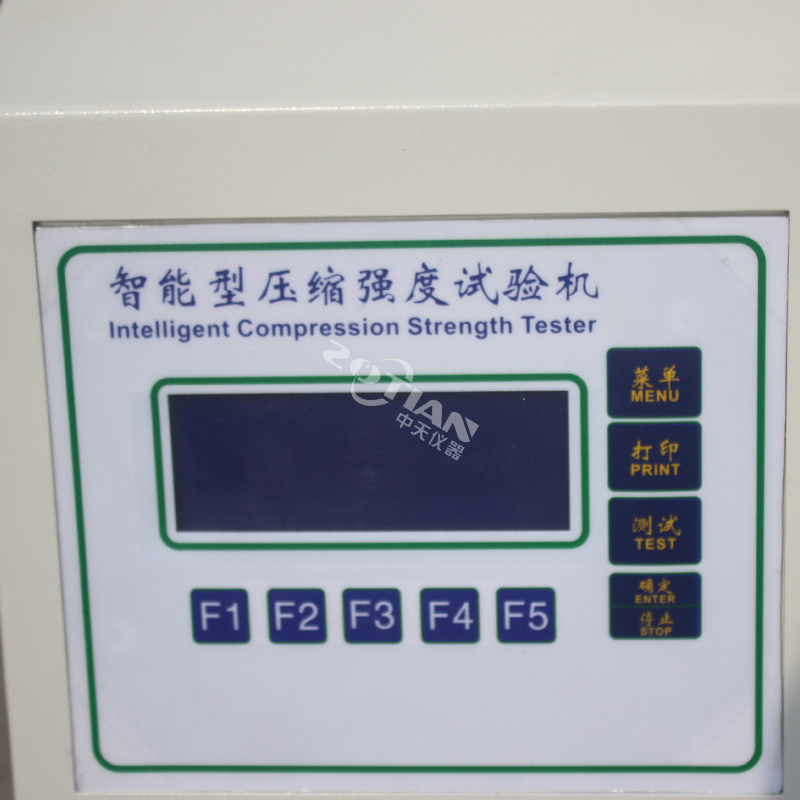 智能型压缩强度试验机
Intelligent Compression Strength Tester
ZOTIAN
中天仪器
菜单
MENU
打印
PRINT
测试
TEST
确定
ENTER
停止
STOP
F1 F2 F3 F4 F5